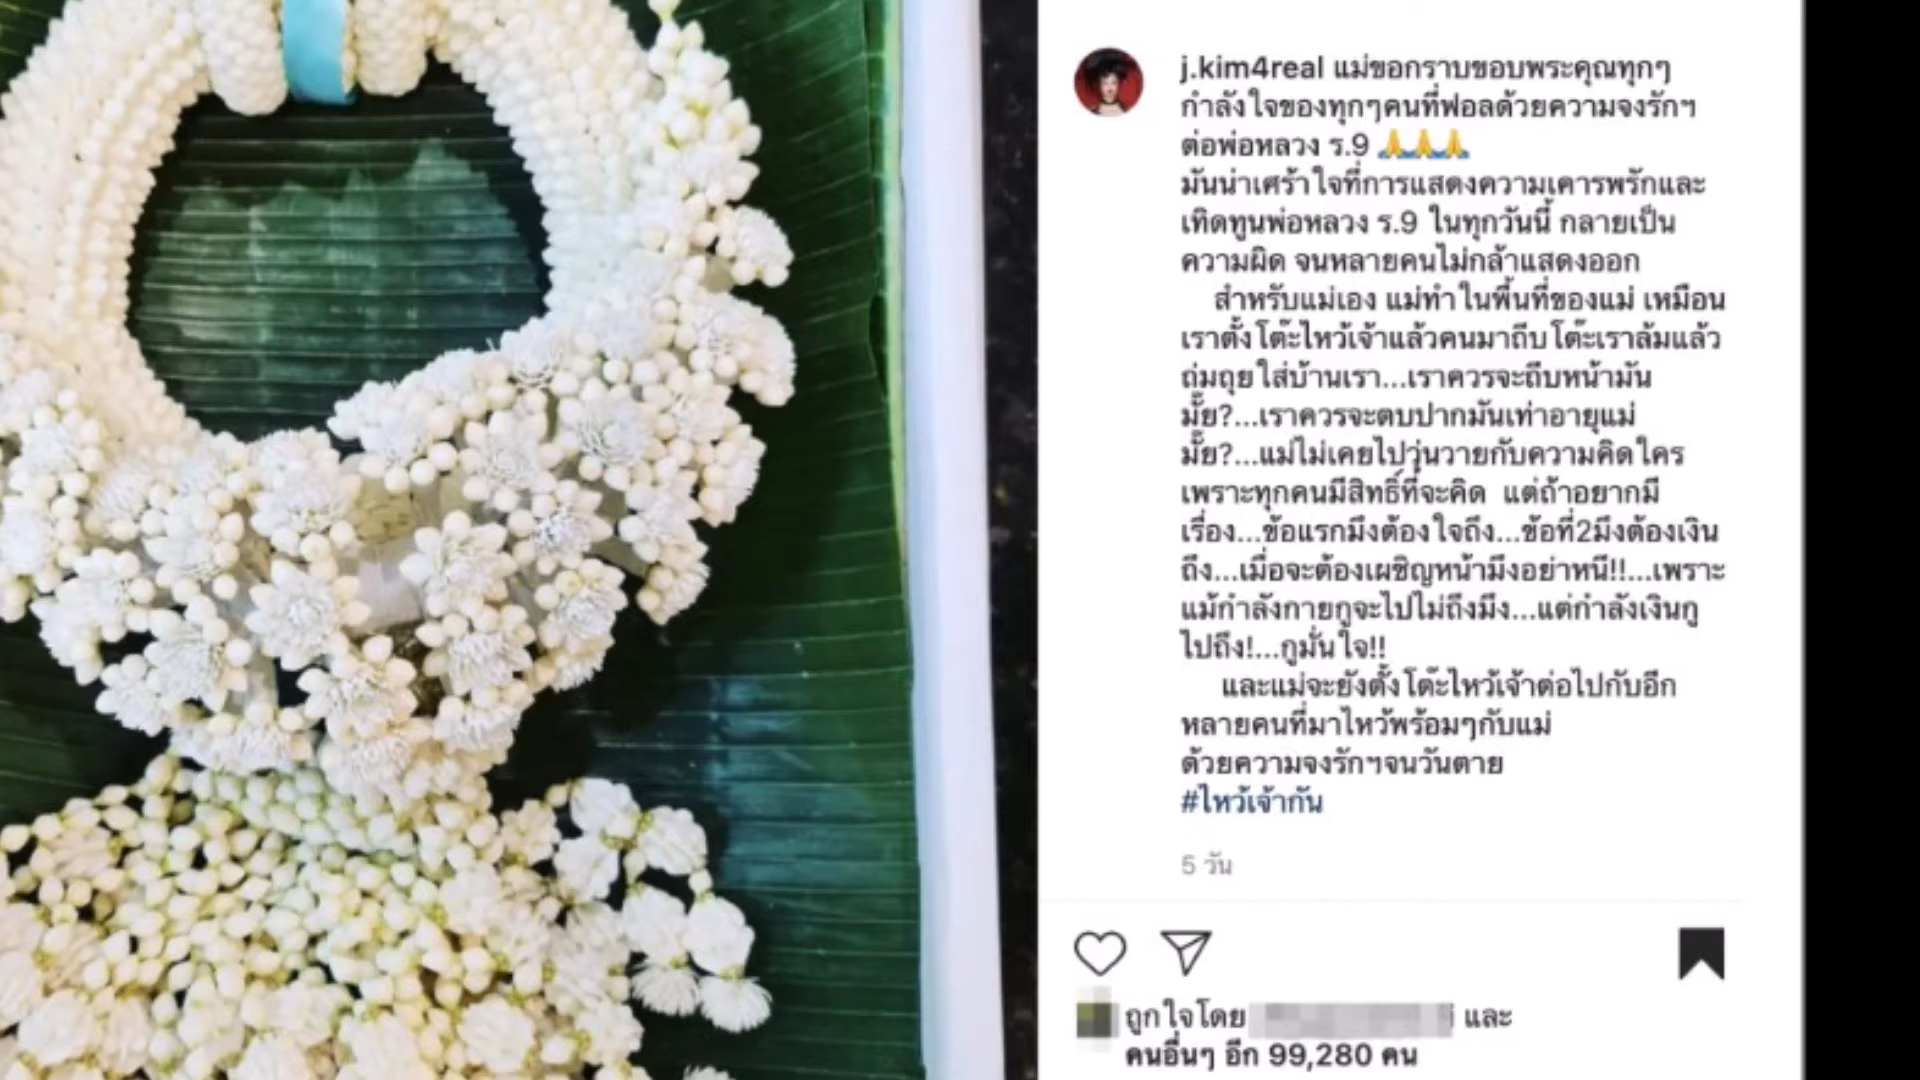 j.kim4real แม่ขอกราบขอบพระคุณทุกๆ
กำลังใจของทุกๆคนที่ฟอลด้วยความจงรักฯ
ต่อพ่อหลวง ร.9 🙏🙏🙏
มันน่าเศร้าใจที่การแสดงความเคารพรักและ
เทิดทูนพ่อหลวง ร.9 ในทุกวันนี้ กลายเป็น
ความผิด จนหลายคนไม่กล้าแสดงออก
สำหรับแม่เอง แม่ทำในพื้นที่ของแม่ เหมือน
เราตั้งโต๊ะไหว้เจ้าแล้วคนมาถีบโต๊ะเราล้มแล้ว
ถ่มถุยใส่บ้านเรา...เราควรจะถีบหน้ามัน
มั๊ย?...เราควรจะตบปากมันเท่าอายุแม่
มั๊ย?...แม่ไม่เคยไปวุ่นวายกับความคิดใคร
เพราะทุกคนมีสิทธิ์ที่จะคิด แต่ถ้าอยากมี
เรื่อง...ข้อแรกมึงต้องใจถึง...ข้อที่2มึงต้องเงิน
ถึง...เมื่อจะต้องเผชิญหน้ามึงอย่าหนี!!...เพราะ
แม้กำลังกายกูจะไปไม่ถึงมึง...แต่กำลังเงินกู
ไปถึง!...กูมั่นใจ!!
และแม่จะยังตั้งโต๊ะไหว้เจ้าต่อไปกับอีก
หลายคนที่มาไหว้พร้อมๆกับแม่
ด้วยความจงรักฯจนวันตาย
#ไหว้เจ้ากัน
5 วัน
ถูกใจโดย และ
คนอื่นๆ อีก 99,280 คน